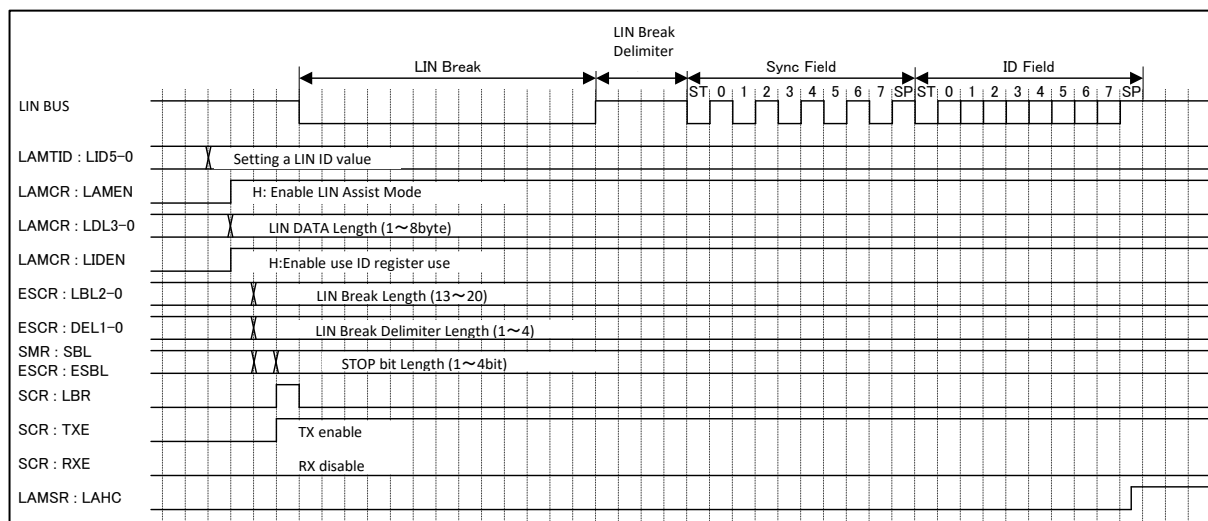 LIN Break
Delimiter
LIN Break
Sync Field
ID Field
ST 0 1 2 3 4 5 6 7 SP ST 0 1 2 3 4 5 6 7 SP
LIN BUS
LAMTID : LID5-0 Setting a LIN ID value
LAMCR : LAMEN H: Enable LIN Assist Mode
LAMCR : LDL3-0 LIN DATA Length (1～8byte)
LAMCR : LIDEN H:Enable use ID register use
ESCR : LBL2-0 LIN Break Length (13～20)
ESCR : DEL1-0 LIN Break Delimiter Length (1～4)
SMR : SBL
ESCR : ESBL STOP bit Length (1～4bit)
SCR : LBR
SCR : TXE TX enable
SCR : RXE RX disable
LAMSR : LAHC